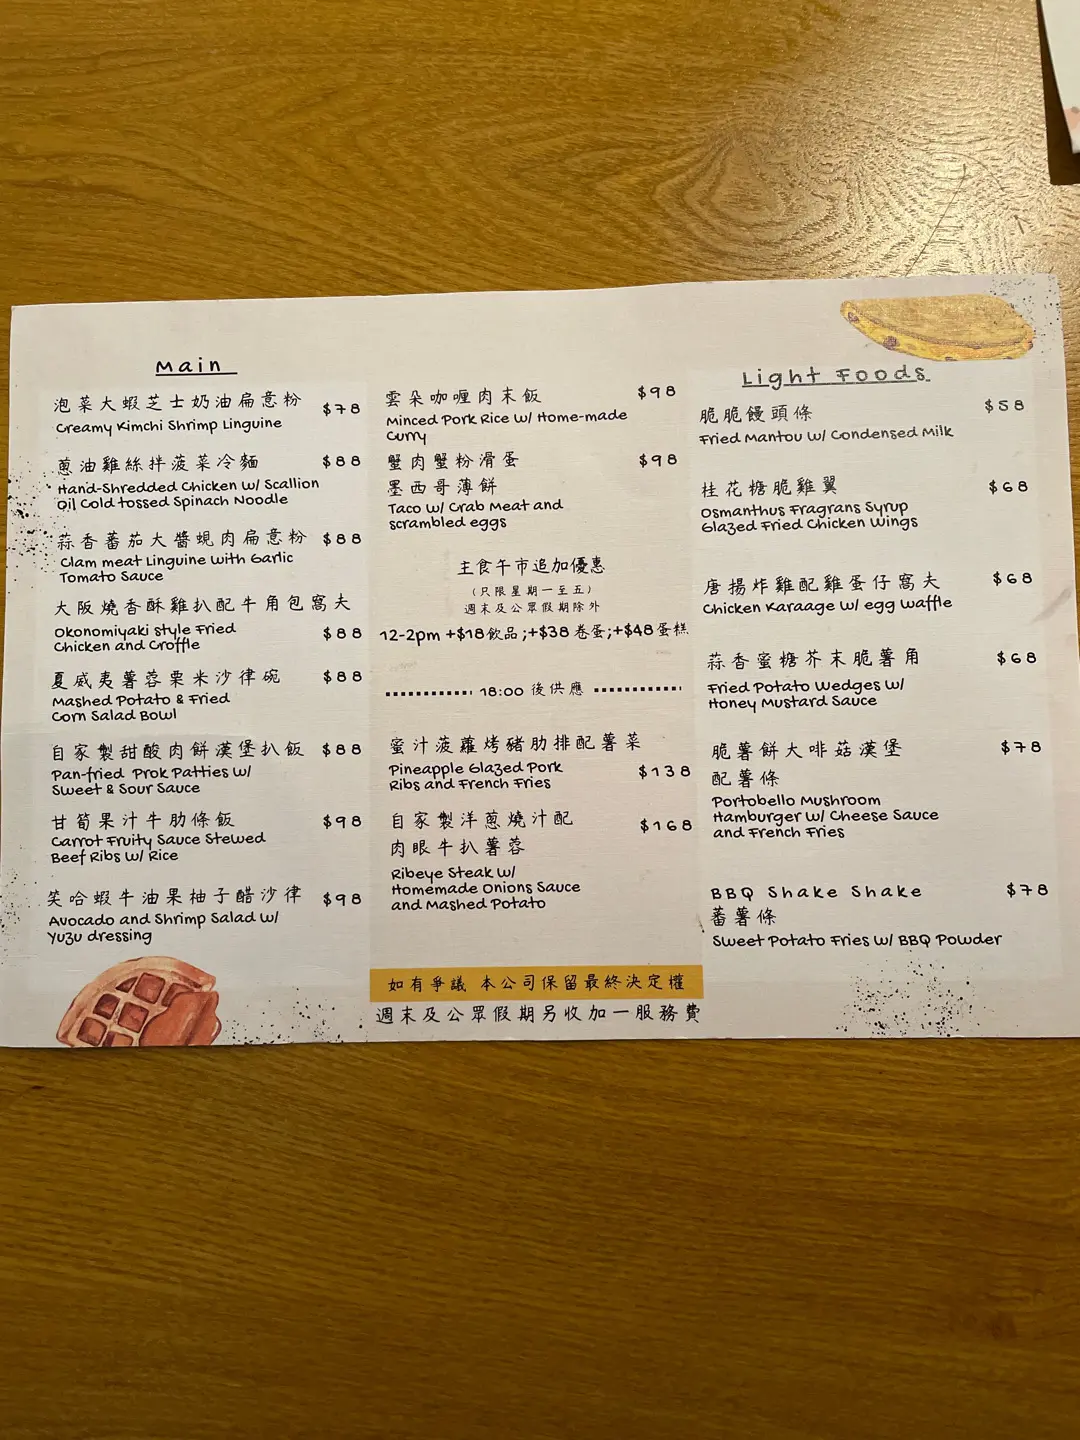 Main
泡菜大蝦芝士奶油扁意粉 $78
Creamy Kimchi Shrimp Linguine
蔥油雞絲拌菠菜冷麵 $88
Hand-Shredded Chicken w/ Scallion
Oil Cold tossed Spinach Noodle
蒜香蕃茄大醬蜆肉扁意粉 $88
Clam meat Linguine with Garlic
Tomato Sauce
大阪燒香酥雞扒配牛角包窩夫
Okonomiyaki style Fried $88
Chicken and Croffle
夏威夷薯蓉粟米沙律碗 $88
Mashed Potato & Fried
Corn Salad Bowl
自家製甜酸肉餅漢堡扒飯 $88
Pan-fried Prok Patties w/
Sweet & Sour Sauce
甘筍果汁牛肋條飯 $98
Carrot Fruity Sauce Stewed
Beef Ribs w/ Rice
笑哈蝦牛油果柚子醋沙律 $98
Avocado and Shrimp Salad w/
Yuzu dressing
雲朵咖喱肉末飯 $98
Minced Pork Rice w/ Home-made
Curry
蟹肉蟹粉滑蛋 $98
墨西哥薄餅
Taco w/ Crab Meat and
scrambled eggs
主食午市追加優惠
(只限星期一至五)
週末及公眾假期除外
12-2pm +$18飲品;+$38卷蛋;+$48蛋糕
18:00 後供應
蜜汁菠蘿烤豬肋排配薯菜
Pineapple Glazed Pork $138
Ribs and French Fries
自家製洋蔥燒汁配 $168
肉眼牛扒薯蓉
Ribeye Steak w/
Homemade Onions Sauce
and Mashed Potato
如有爭議 本公司保留最終決定權
週末及公眾假期另收加一服務費
Light Foods
脆脆饅頭條 $58
Fried Mantou w/ Condensed Milk
桂花糖脆雞翼 $68
Osmanthus Fragrans Syrup
Glazed Fried Chicken Wings
唐揚炸雞配雞蛋仔窩夫 $68
Chicken Karaage w/ egg waffle
蒜香蜜糖芥末脆薯角 $68
Fried Potato Wedges w/
Honey Mustard Sauce
脆薯餅大啡菇漢堡 $78
配薯條
Portobello Mushroom
Hamburger w/ Cheese Sauce
and French Fries
BBQ Shake Shake $78
蕃薯條
Sweet Potato Fries w/ BBQ Powder